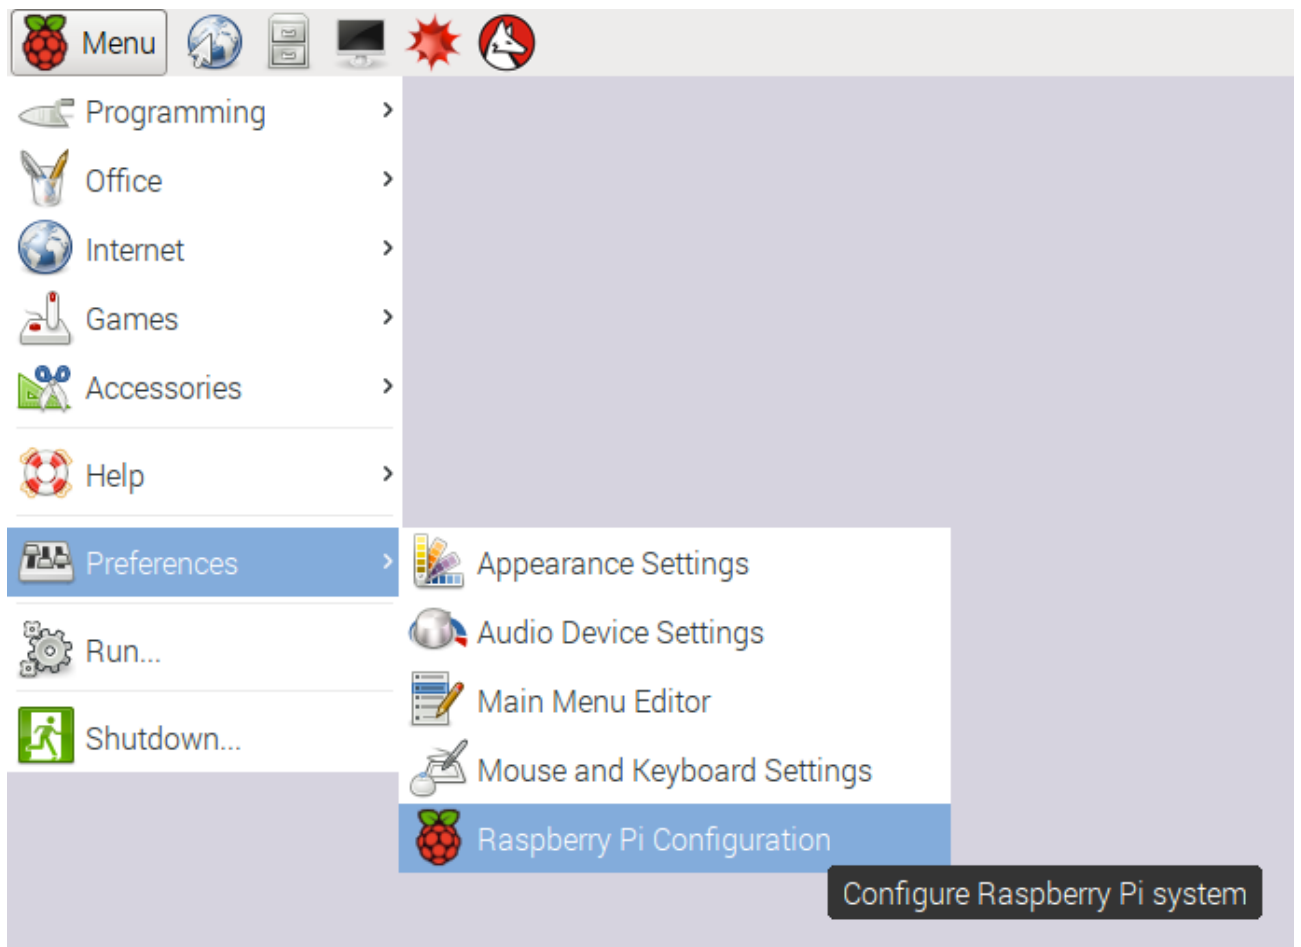 Menu
Programming
Office
Internet
Games
Accessories
Help
Preferences
Run...
Shutdown...
Appearance Settings
Audio Device Settings
Main Menu Editor
Mouse and Keyboard Settings
Raspberry Pi Configuration
Configure Raspberry Pi system